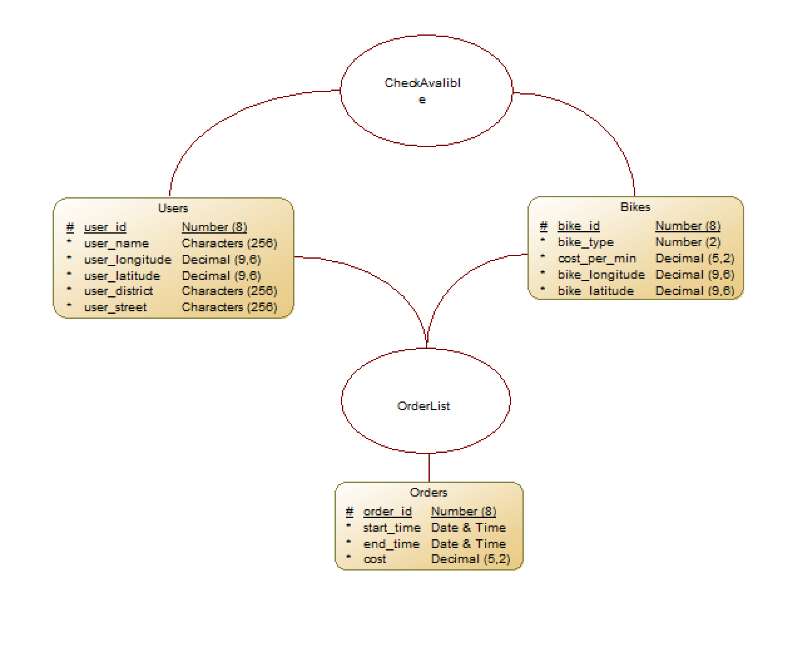 CheckAvalibl
e
Users
# user_id Number (8)
* user_name Characters (256)
* user_longitude Decimal (9,6)
* user_latitude Decimal (9,6)
* user_district Characters (256)
* user_street Characters (256)
Bikes
# bike_id Number (8)
* bike_type Number (2)
* cost_per_min Decimal (5,2)
* bike_longitude Decimal (9,6)
* bike_latitude Decimal (9,6)
OrderList
Orders
# order_id Number (8)
* start_time Date & Time
* end_time Date & Time
* cost Decimal (5,2)